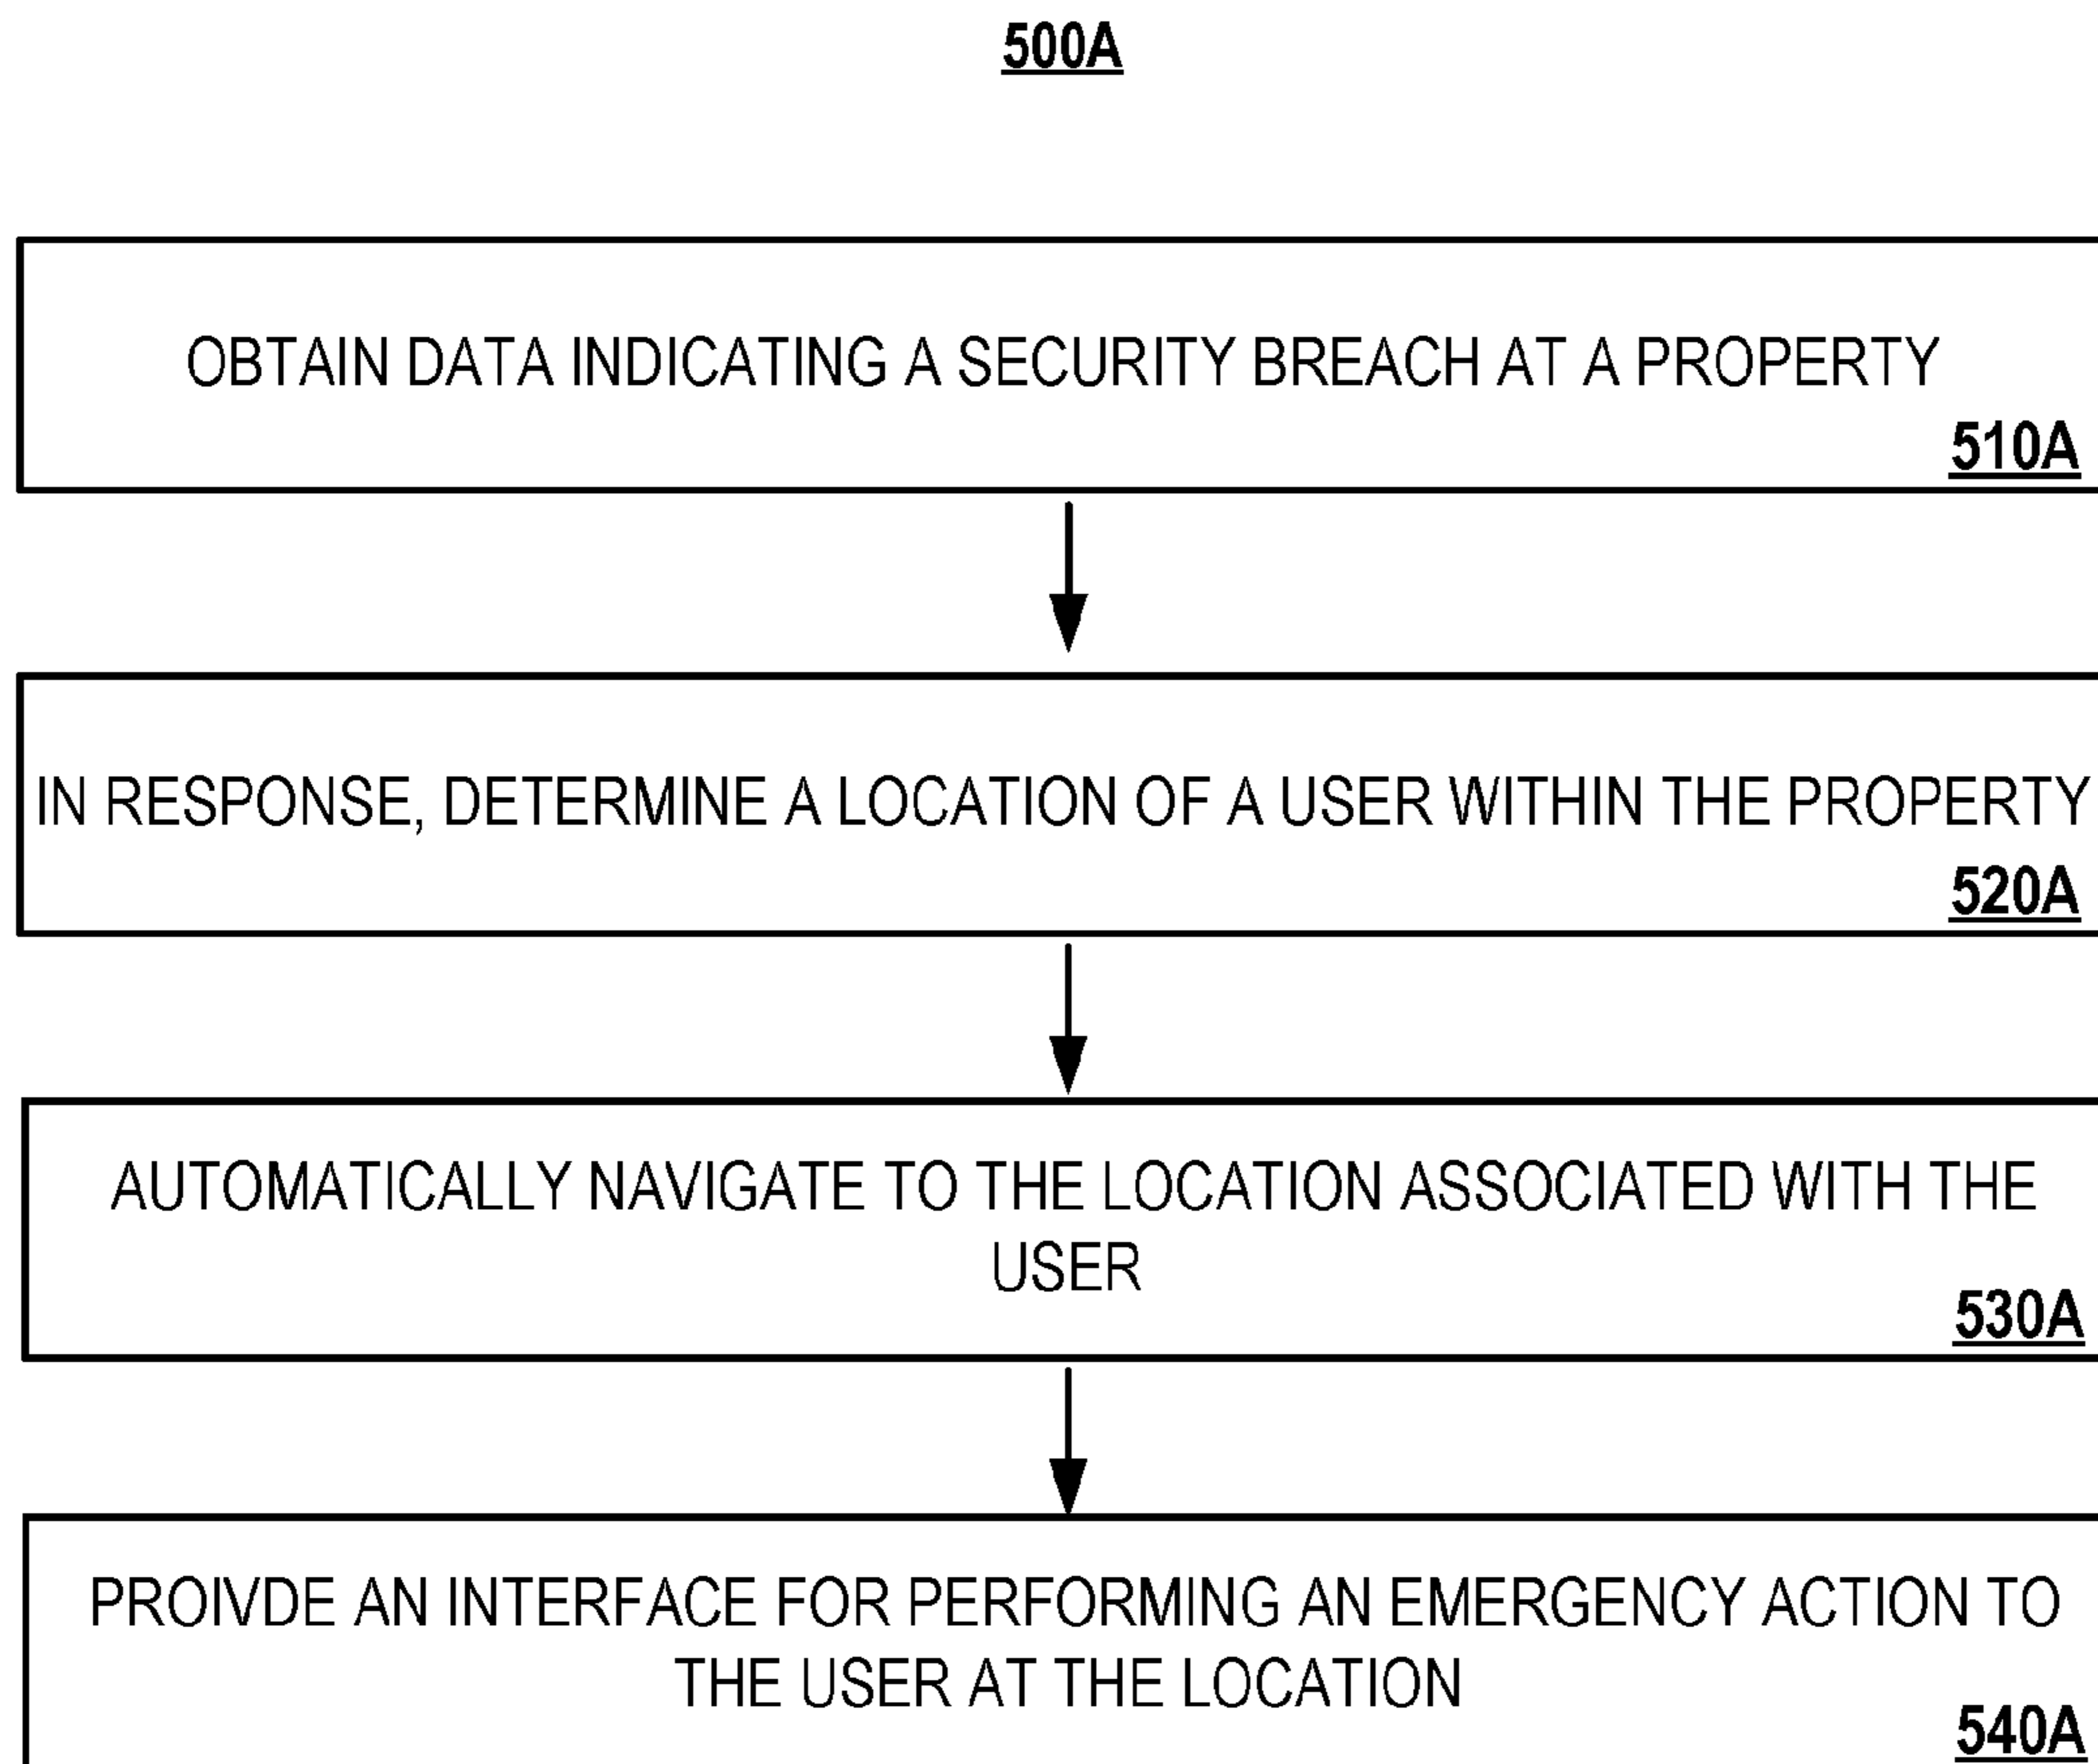 500A
OBTAIN DATA INDICATING A SECURITY BREACH AT A PROPERTY
510A
IN RESPONSE, DETERMINE A LOCATION OF A USER WITHIN THE PROPERTY
520A
AUTOMATICALLY NAVIGATE TO THE LOCATION ASSOCIATED WITH THE
USER
530A
PROIVDE AN INTERFACE FOR PERFORMING AN EMERGENCY ACTION TO
THE USER AT THE LOCATION
540A